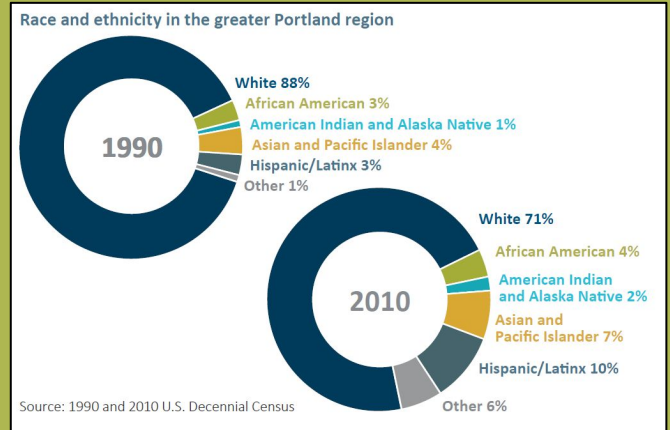 Race and ethnicity in the greater Portland region
White 88%
African American 3%
American Indian and Alaska Native 1%
Asian and Pacific Islander 4%
Hispanic/Latinx 3%
Other 1%
1990
White 71%
African American 4%
American Indian
and Alaska Native 2%
Asian and
Pacific Islander 7%
Hispanic/Latinx 10%
Other 6%
2010
Source: 1990 and 2010 U.S. Decennial Census